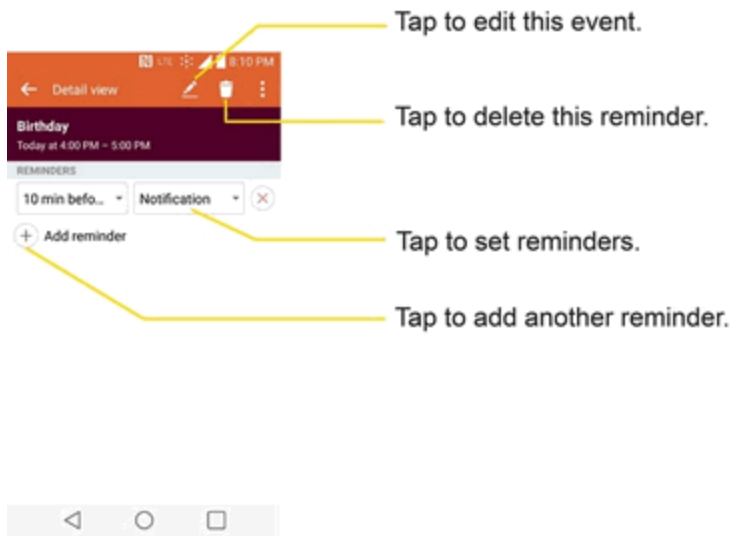 Tap to edit this event.
LTE 8:10 PM
Detail view
Tap to delete this reminder.
Birthday
Today at 4:00 PM – 5:00 PM
REMINDERS
10 min befo... Notification
Add reminder
Tap to set reminders.
Tap to add another reminder.